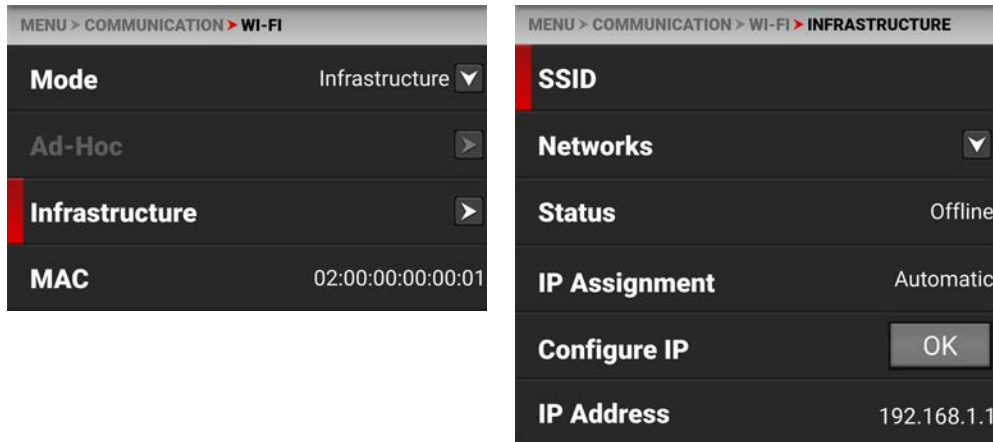 MENU > COMMUNICATION > WI-FI
Mode Infrastructure
Ad-Hoc
Infrastructure
MAC 02:00:00:00:00:01
MENU > COMMUNICATION > WI-FI > INFRASTRUCTURE
SSID
Networks
Status Offline
IP Assignment Automatic
Configure IP OK
IP Address 192.168.1.1